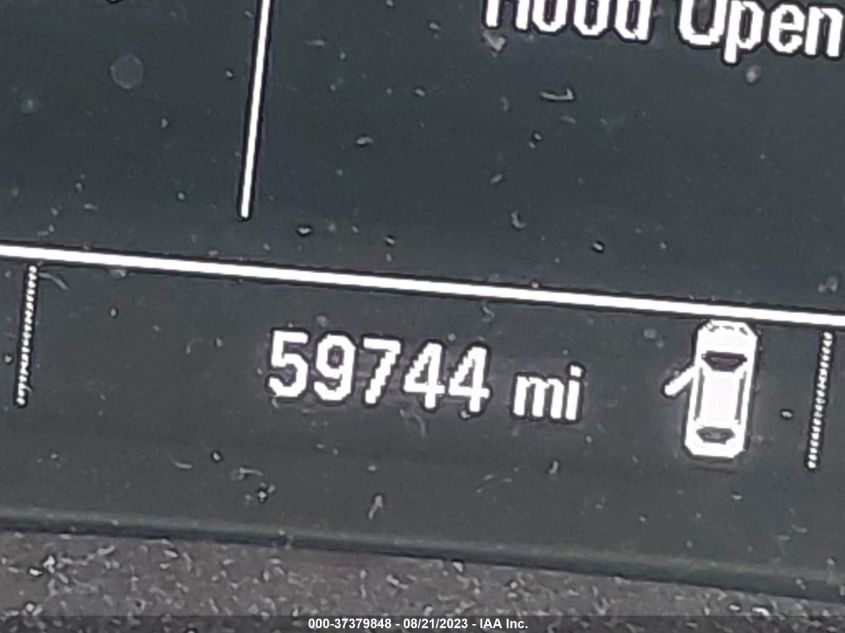 Hood Open
59744 mi
000-37379848 - 08/21/2023 - IAA Inc.